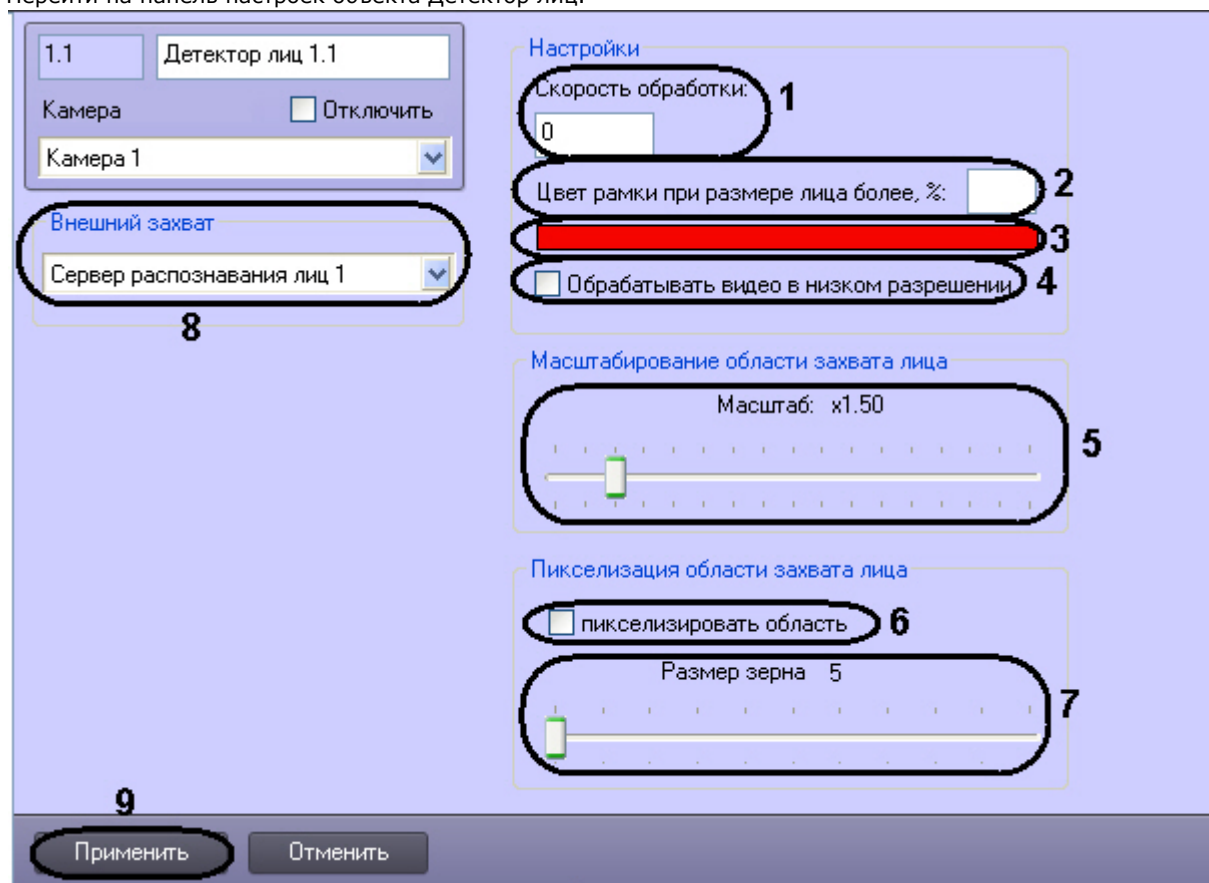 Перейти на панель настроек объекта Детектор лиц.
1.1
Детектор лиц 1.1
Камера
Отключить
Камера 1
Внешний захват
Сервер распознавания лиц 1
8
Настройки
Скорость обработки:
1
0
Цвет рамки при размере лица более, %:
2
3
Обрабатывать видео в низком разрешении
4
Масштабирование области захвата лица
Масштаб: x1.50
5
Пикселизация области захвата лица
пикселизировать область
6
Размер зерна 5
7
9
Применить
Отменить